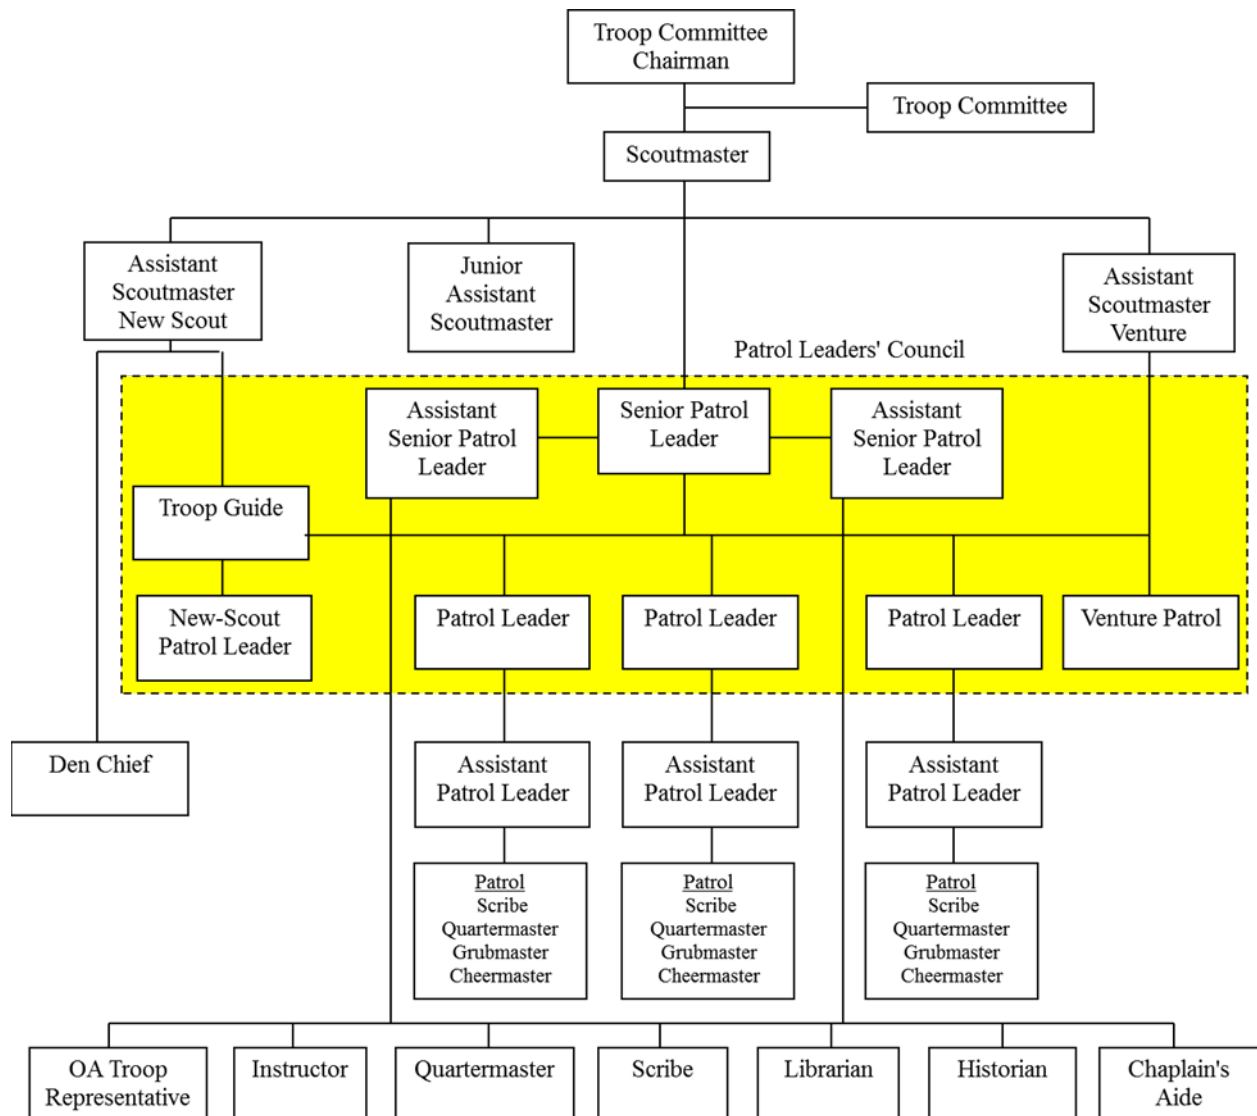 Troop Committee
Chairman
Troop Committee
Scoutmaster
Assistant
Scoutmaster
New Scout
Junior
Assistant
Scoutmaster
Assistant
Scoutmaster
Venture
Patrol Leaders' Council
Assistant
Senior Patrol
Leader
Senior Patrol
Leader
Assistant
Senior Patrol
Leader
Troop Guide
New-Scout
Patrol Leader
Patrol Leader
Patrol Leader
Patrol Leader
Venture Patrol
Den Chief
Assistant
Patrol Leader
Assistant
Patrol Leader
Assistant
Patrol Leader
Patrol
Scribe
Quartermaster
Grubmaster
Cheermaster
Patrol
Scribe
Quartermaster
Grubmaster
Cheermaster
Patrol
Scribe
Quartermaster
Grubmaster
Cheermaster
OA Troop
Representative
Instructor
Quartermaster
Scribe
Librarian
Historian
Chaplain's
Aide